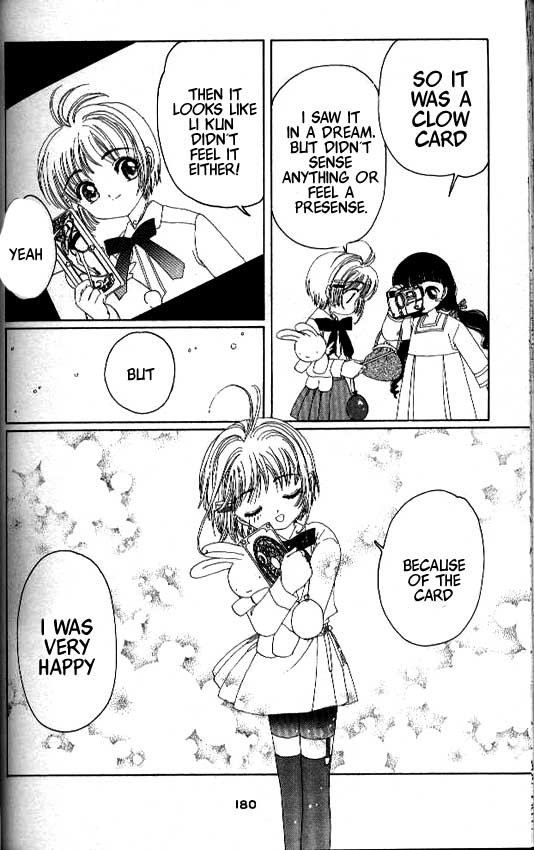 SO IT
WAS A
CLOW
CARD
I SAW IT
IN A DREAM.
BUT DIDN'T
SENSE
ANYTHING OR
FEEL A
PRESENSE.
THEN IT
LOOKS LIKE
LI KUN
DIDN'T
FEEL IT
EITHER!
YEAH
BUT
BECAUSE
OF THE
CARD
I WAS
VERY
HAPPY
180